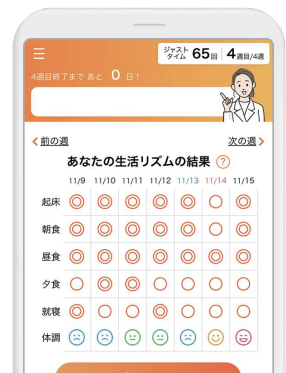 ジャスト
タイム 65回 4週目/4週
4週目終了まで あと 0 日！
前の週 次の週
あなたの生活リズムの結果 ?
11/9 11/10 11/11 11/12 11/13 11/14 11/15
起床
朝食
昼食
夕食
就寝
体調